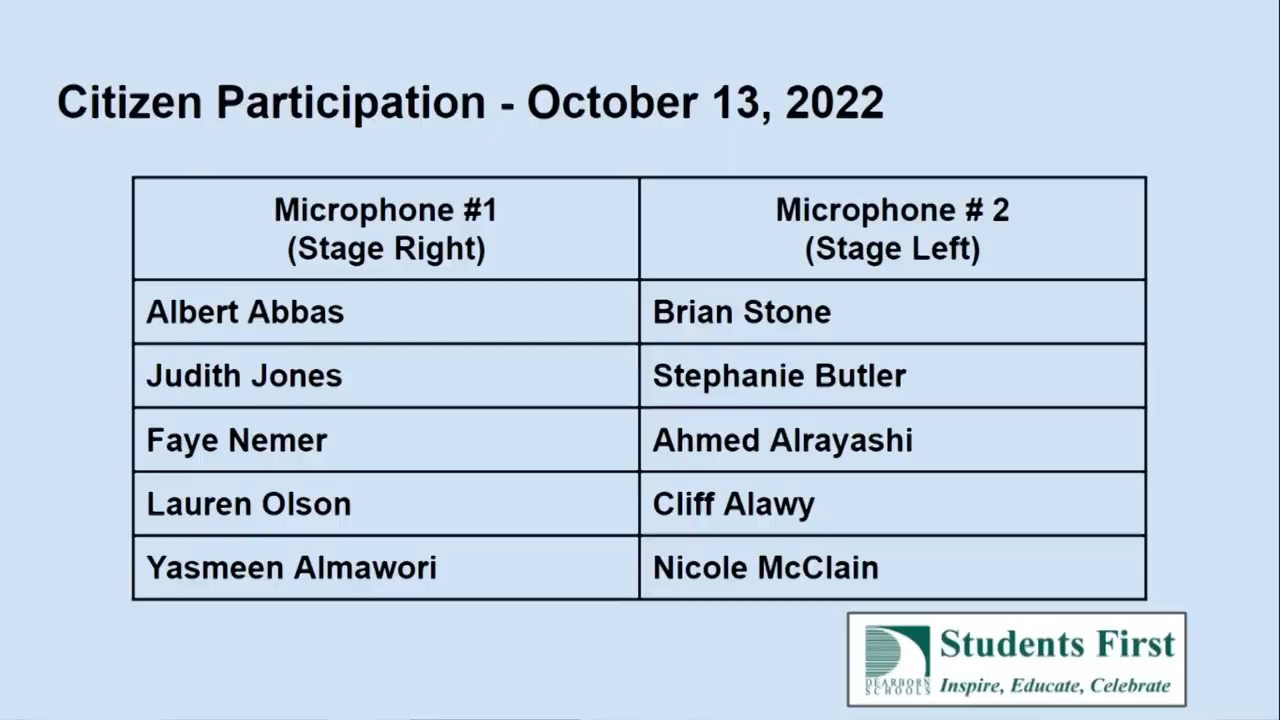 Citizen Participation - October 13, 2022
Microphone #1
(Stage Right)
Microphone # 2
(Stage Left)
Albert Abbas
Brian Stone
Judith Jones
Stephanie Butler
Faye Nemer
Ahmed Alrayashi
Lauren Olson
Cliff Alawy
Yasmeen Almawori
Nicole McClain
Students First
DEARBORN
SCHOOLS
Inspire, Educate, Celebrate